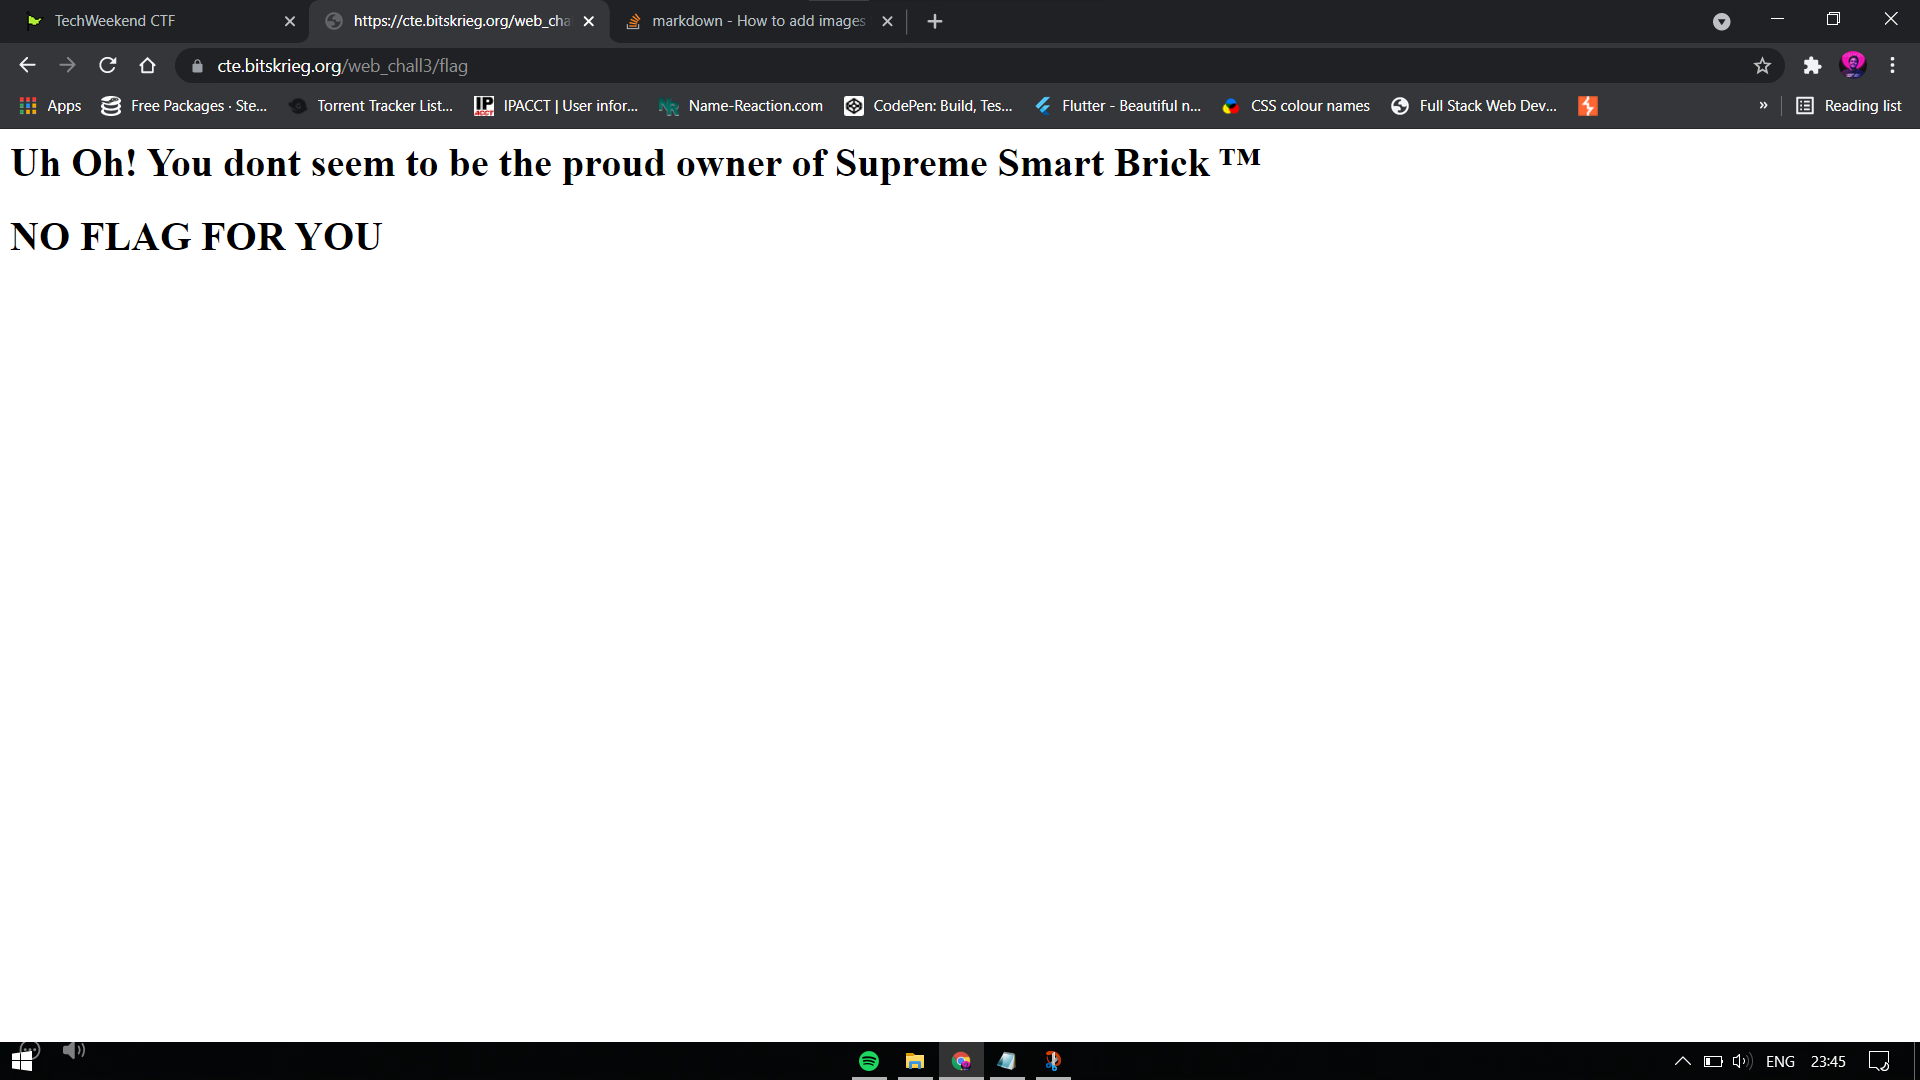 TechWeekend CTF
https://cte.bitskrieg.org/web_cha
markdown - How to add images
cte.bitskrieg.org/web_chall3/flag
Apps
Free Packages · Ste...
Torrent Tracker List...
IPACCT | User infor...
Name-Reaction.com
CodePen: Build, Tes...
Flutter - Beautiful n...
CSS colour names
Full Stack Web Dev...
»
Reading list
Uh Oh! You dont seem to be the proud owner of Supreme Smart Brick ™
NO FLAG FOR YOU
ENG
23:45